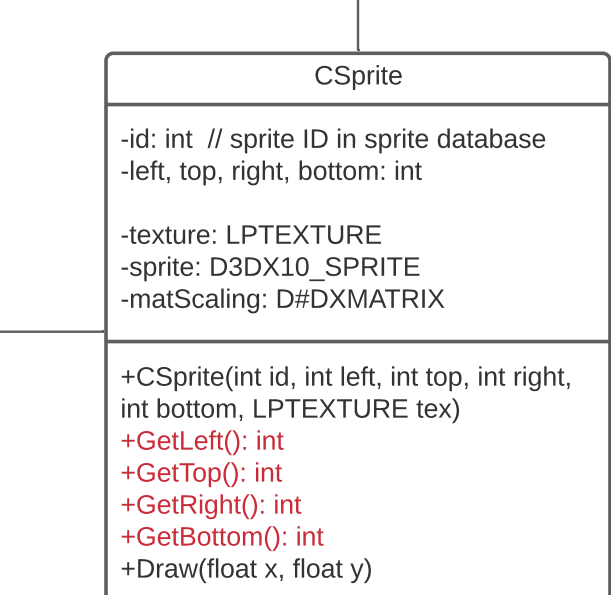 CSprite
-id: int // sprite ID in sprite database
-left, top, right, bottom: int
-texture: LPTEXTURE
-sprite: D3DX10_SPRITE
-matScaling: D#DXMATRIX
+CSprite(int id, int left, int top, int right,
int bottom, LPTEXTURE tex)
+GetLeft(): int
+GetTop(): int
+GetRight(): int
+GetBottom(): int
+Draw(float x, float y)